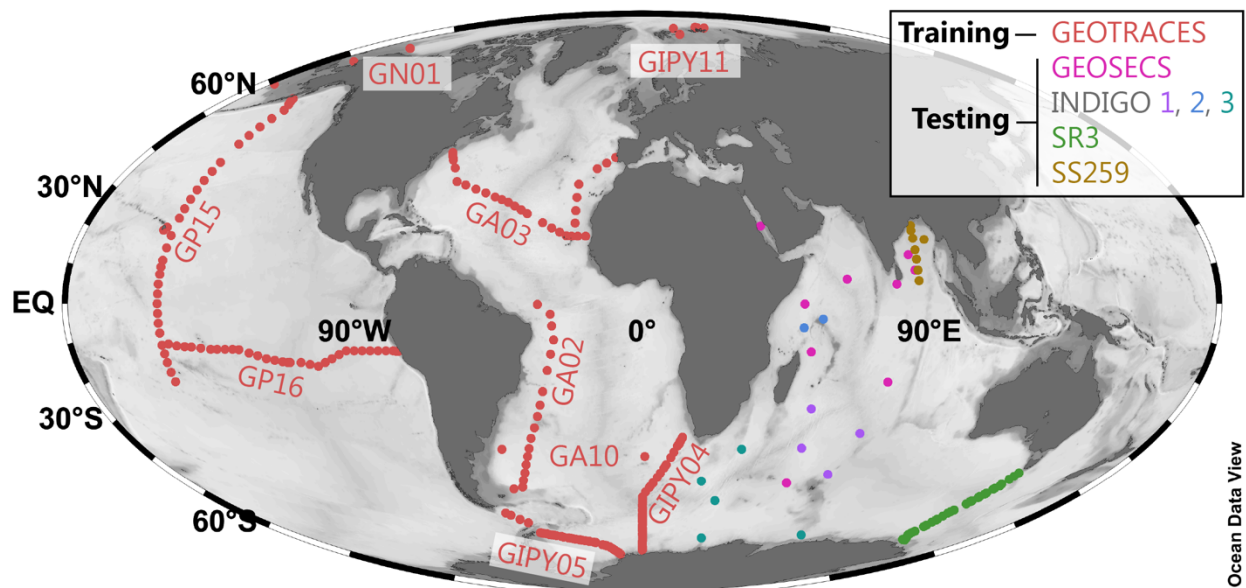 Training — GEOTRACES
GEOSECS
INDIGO 1, 2, 3
Testing —
SR3
SS259
GN01
GIPY11
60°N
30°N
GP15
GA03
EQ
90°W
0°
90°E
GP16
GA02
30°S
GA10
GIPY04
60°S
GIPY05
Ocean Data View